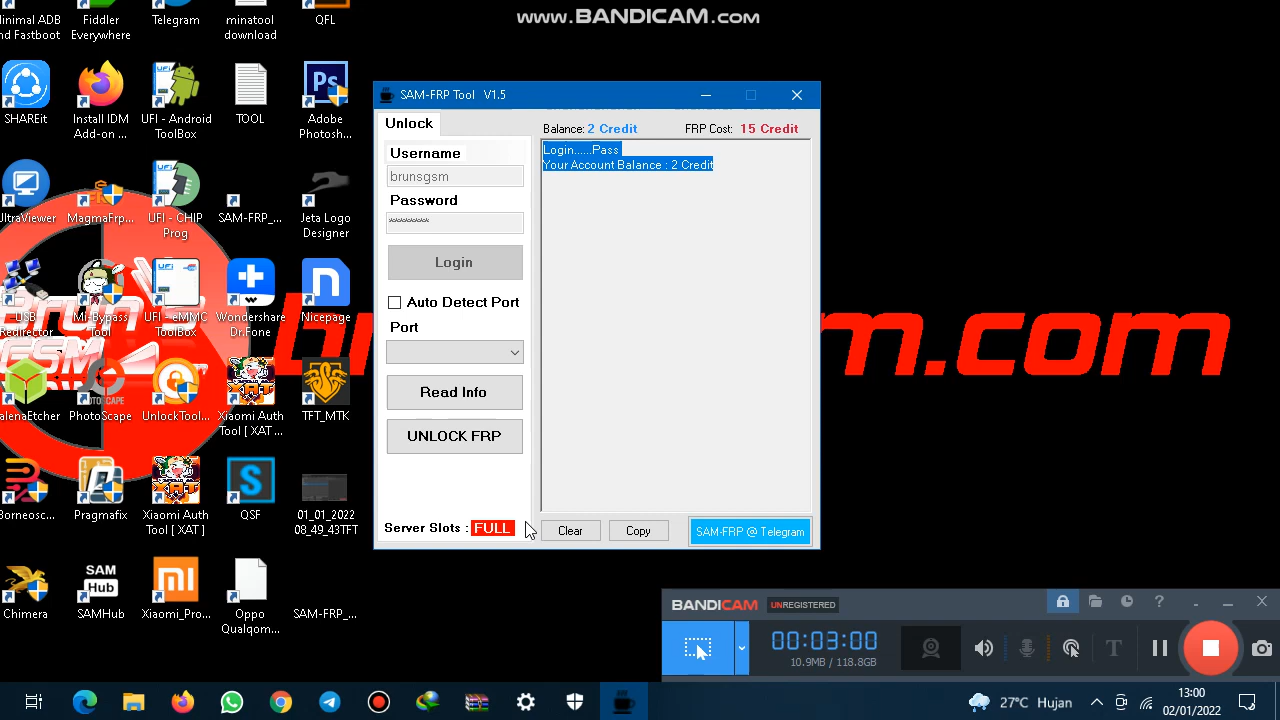 www.BANDICAM.com
inimal ADB
nd Fastboot
Fiddler
Everywhere
Telegram
minatool
download
QFL
SHAREit
Install IDM
Add-on ...
UFI - Android
ToolBox
TOOL
Adobe
Photosh...
UltraViewer
MagmaFrp...
UFI - CHIP
Prog
SAM-FRP_...
Jeta Logo
Designer
USB
Redirector
Mi-Bypass
Tool
UFI - eMMC
ToolBox
Wondershare
Dr.Fone
Nicepage
alenaEtcher
PhotoScape
UnlockTool...
Xiaomi Auth
Tool [ XAT ...
TFT_MTK
Borneosc...
Pragmafix
Xiaomi Auth
Tool [ XAT ]
QSF
01_01_2022
08_49_43TFT
Chimera
SAM
Hub
SAMHub
Xiaomi_Pro...
Oppo
Qualqom...
SAM-FRP_...
GSM
m.com
SAM-FRP Tool V1.5
Unlock
Username
brunsgsm
Password
*********
Login
Auto Detect Port
Port
Read Info
UNLOCK FRP
Server Slots : FULL
Balance: 2 Credit
FRP Cost: 15 Credit
Login......Pass
Your Account Balance : 2 Credit
Clear
Copy
SAM-FRP @ Telegram
BANDICAM
UNREGISTERED
00:03:00
10.9MB / 118.8GB
27°C Hujan
13:00
02/01/2022